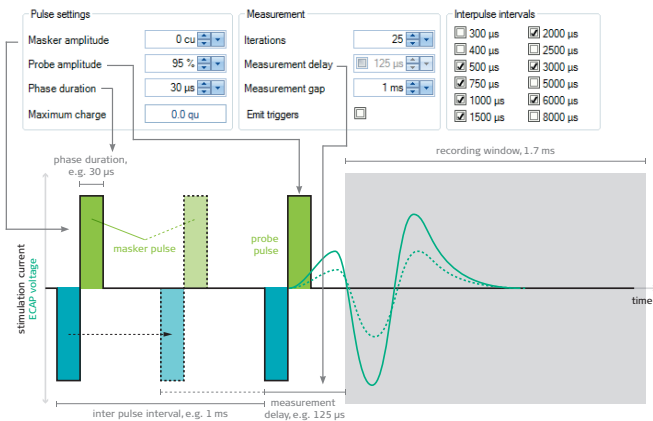 Pulse settings
Masker amplitude 0 cu
Probe amplitude 95 %
Phase duration 30 µs
Maximum charge 0.0 qu
Measurement
Iterations 25
Measurement delay 125 µs
Measurement gap 1 ms
Emit triggers
Interpulse intervals
300 µs 2000 µs
400 µs 2500 µs
500 µs 3000 µs
750 µs 5000 µs
1000 µs 6000 µs
1500 µs 8000 µs
phase duration,
e.g. 30 µs
recording window, 1.7 ms
masker pulse
probe
pulse
stimulation current
ECAP voltage
time
inter pulse interval, e.g. 1 ms
measurement
delay, e.g. 125 µs